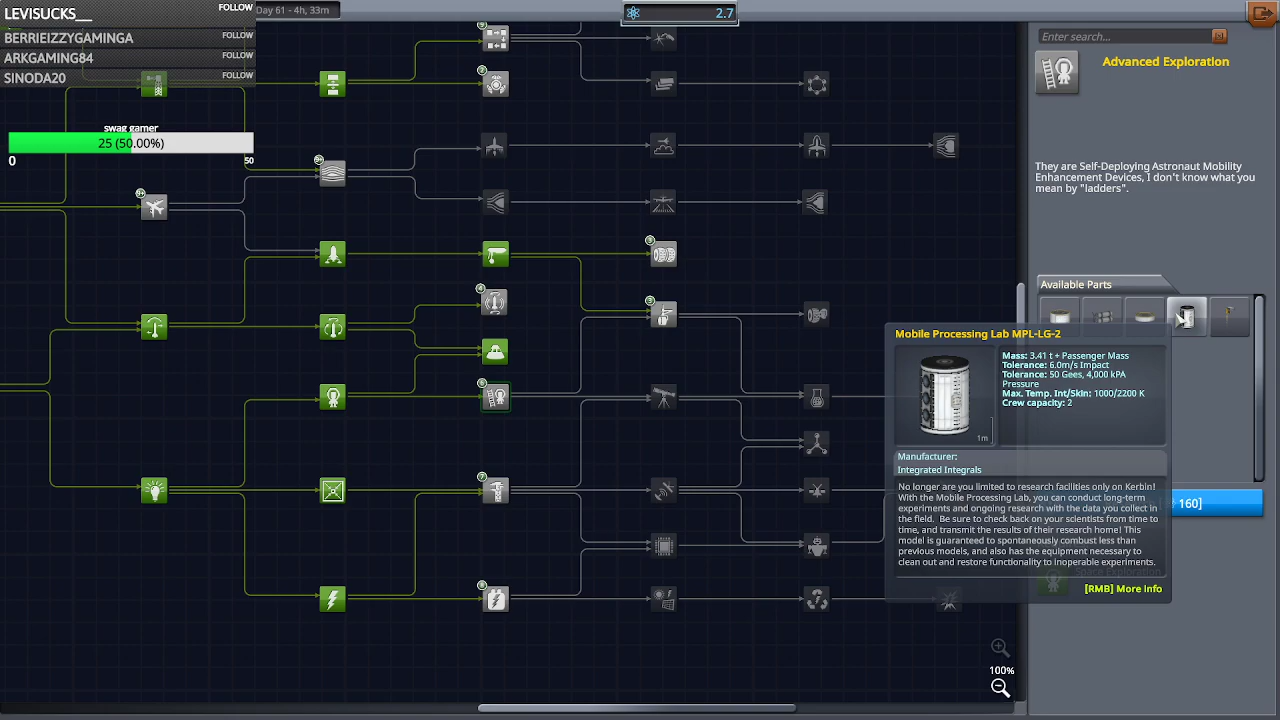 LEVISUCKS__ FOLLOW
BERRIEIZZYGAMINGA FOLLOW
ARKGAMING84 FOLLOW
SINODA20 FOLLOW
Day 61 - 4h, 33m
2.7
swag gamer
25 (50.00%)
0 50
9+
9+
2
3
4
3
6
7
Enter search...
Advanced Exploration
They are Self-Deploying Astronaut Mobility
Enhancement Devices, I don't know what you
mean by "ladders".
Available Parts
Mobile Processing Lab MPL-LG-2
Mass: 3.41 t + Passenger Mass
Tolerance: 6.0m/s Impact
Tolerance: 50 Gees, 4,000 kPA
Pressure
Max. Temp. Int/Skin: 1000/2200 K
Crew capacity: 2
1m
Manufacturer:
Integrated Integrals
No longer are you limited to research facilities only on Kerbin!
With the Mobile Processing Lab, you can conduct long-term
experiments and ongoing research with the data you collect in
the field. Be sure to check back on your scientists from time to
time, and transmit the results of their research home! This
model is guaranteed to spontaneously combust less than
previous models, and also has the equipment necessary to
clean out and restore functionality to inoperable experiments.
[RMB] More Info
160]
100%